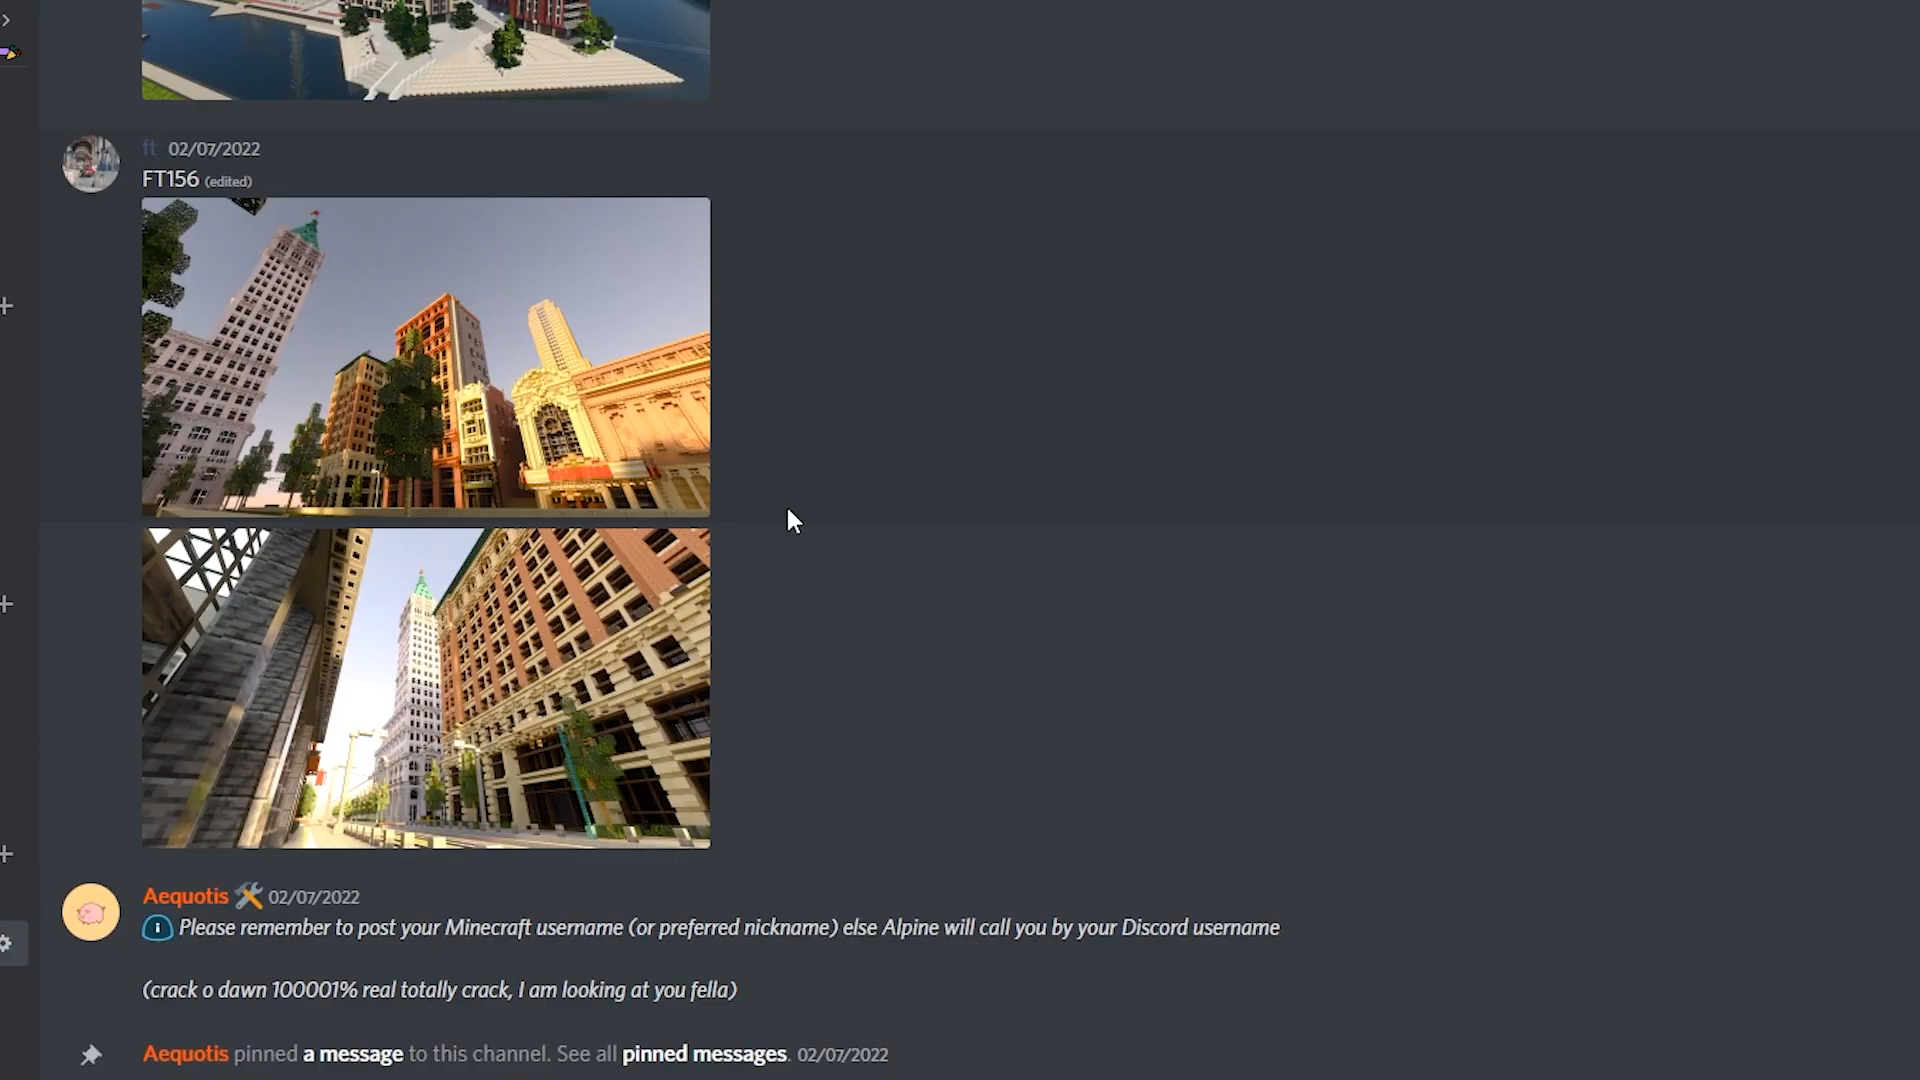 ft 02/07/2022
FT156 (edited)
Aequotis 02/07/2022
Please remember to post your Minecraft username (or preferred nickname) else Alpine will call you by your Discord username
(crack o dawn 100001% real totally crack, I am looking at you fella)
Aequotis pinned a message to this channel. See all pinned messages. 02/07/2022